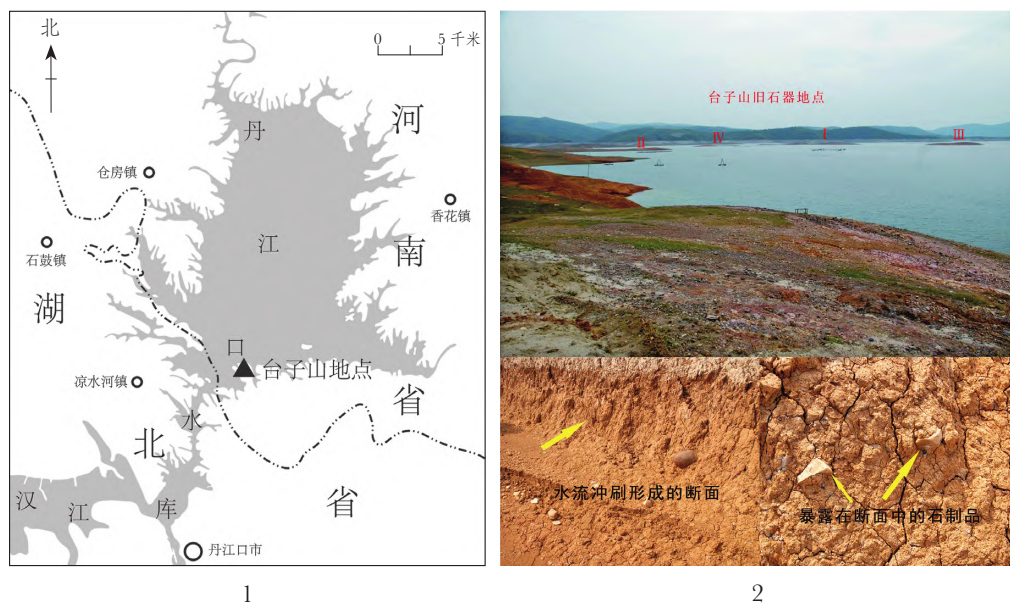 北
0 5 千米
河
丹
仓房镇
香花镇
江
南
石鼓镇
湖
口
台子山地点
凉水河镇
省
水
北
省
汉
江
库
丹江口市
1
台子山旧石器地点
Ⅱ Ⅳ Ⅰ Ⅲ
水流冲刷形成的断面
暴露在断面中的石制品
2